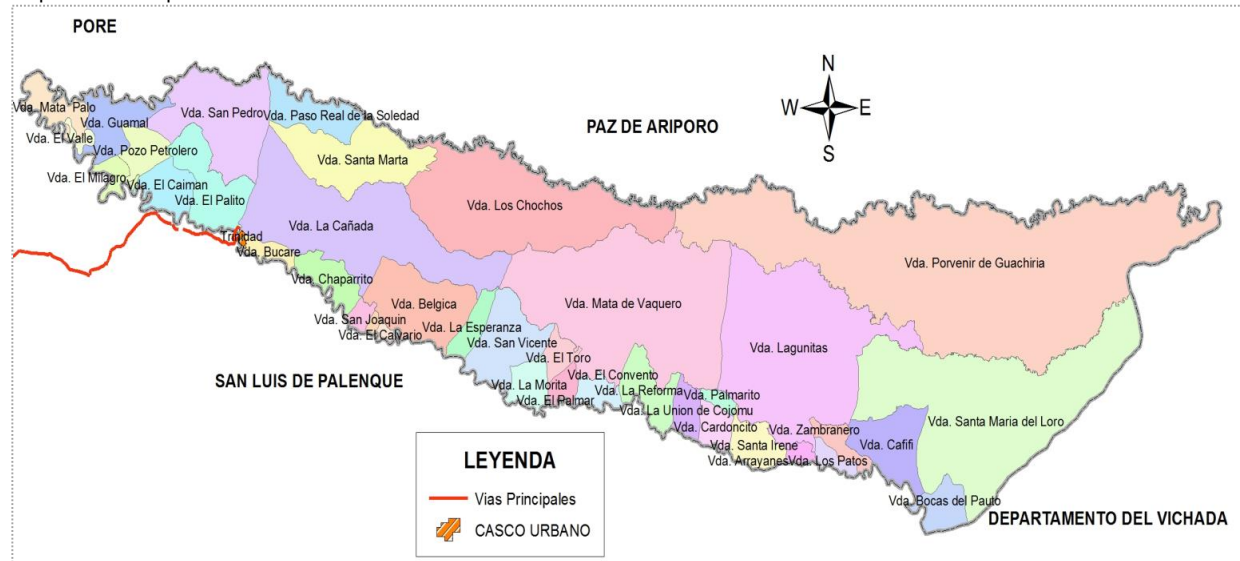 PORE
N
W E
S
PAZ DE ARIPORO
Vda. Mata Palo
Vda. Guamal
Vda. San Pedro
Vda. Paso Real de la Soledad
Vda. El Valle
Vda. Pozo Petrolero
Vda. Santa Marta
Vda. El Milagro
Vda. El Caiman
Vda. El Palito
Vda. Los Chochos
Vda. La Cañada
Trinidad
Vda. Bucare
Vda. Porvenir de Guachiria
Vda. Chaparrito
Vda. Belgica
Vda. Mata de Vaquero
Vda. San Joaquin
Vda. La Esperanza
Vda. El Calvario
Vda. San Vicente
Vda. Lagunitas
Vda. El Toro
SAN LUIS DE PALENQUE
Vda. El Convento
Vda. La Morita
Vda. La Reforma
Vda. Palmarito
Vda. El Palmar
Vda. La Union de Cojomu
Vda. Cardoncito
Vda. Zambranero
Vda. Santa Maria del Loro
Vda. Santa Irene
Vda. Cafifi
Vda. Arrayanes
Vda. Los Patos
Vda. Bocas del Pauto
DEPARTAMENTO DEL VICHADA
LEYENDA
Vias Principales
CASCO URBANO